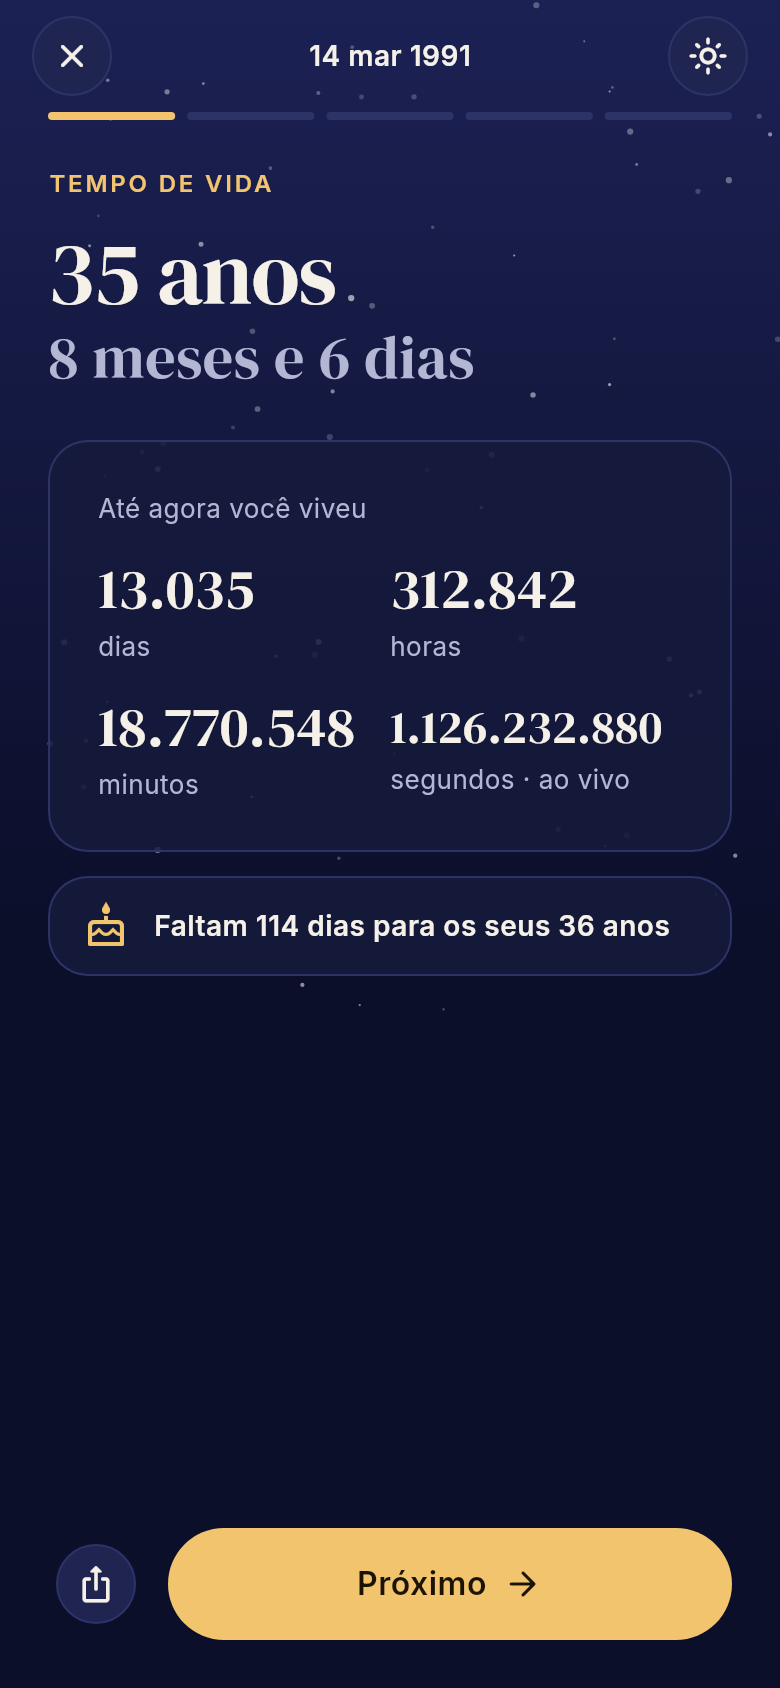 14 mar 1991
TEMPO DE VIDA
35 anos
8 meses e 6 dias
Até agora você viveu
13.035
dias
312.842
horas
18.770.548
minutos
1.126.232.880
segundos · ao vivo
Faltam 114 dias para os seus 36 anos
Próximo